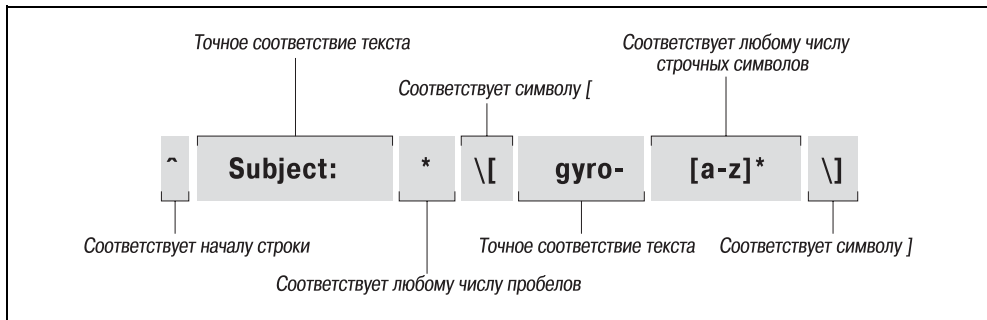 Точное соответствие текста
Соответствует любому числу
строчных символов
Соответствует символу [
^ Subject: * \[ gyro- [a-z]* \]
Соответствует началу строки
Точное соответствие текста
Соответствует символу ]
Соответствует любому числу пробелов